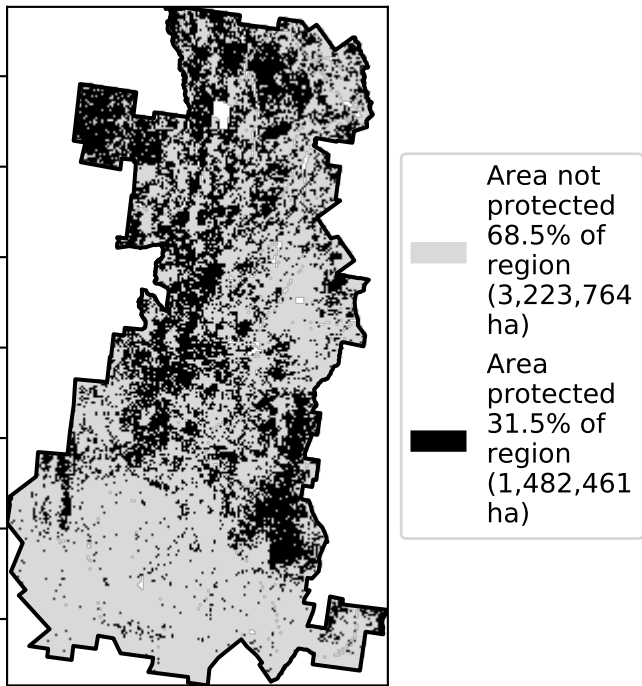 Area not
protected
68.5% of
region
(3,223,764
ha)
Area
protected
31.5% of
region
(1,482,461
ha)